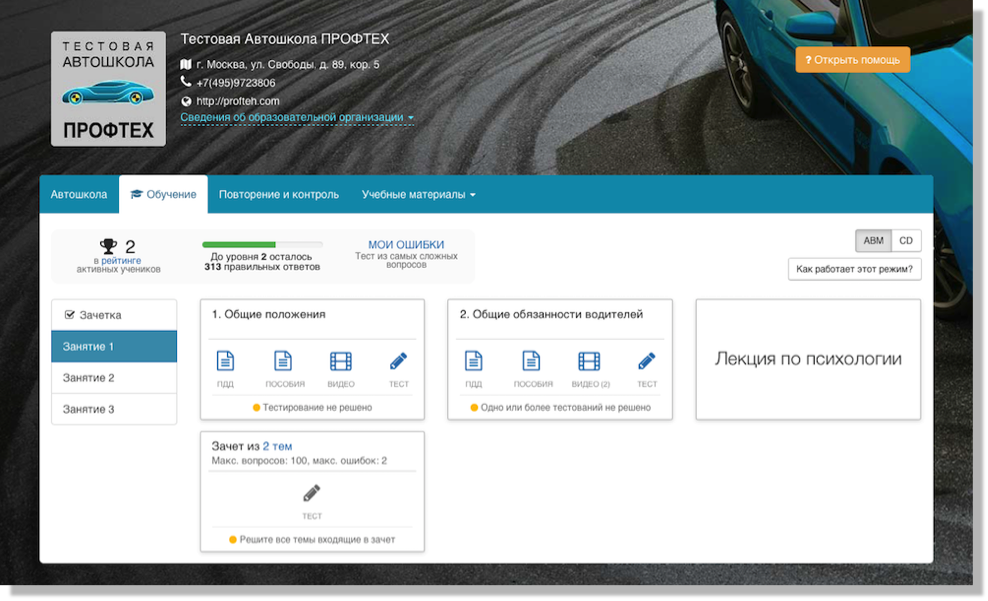 ТЕСТОВАЯ
АВТОШКОЛА
ПРОФТЕХ
Тестовая Автошкола ПРОФТЕХ
г. Москва, ул. Свободы, д. 89, кор. 5
+7(495)9723806
http://profteh.com
Сведения об образовательной организации
? Открыть помощь
Автошкола
Обучение
Повторение и контроль
Учебные материалы
2
в рейтинге
активных учеников
До уровня 2 осталось
313 правильных ответов
МОИ ОШИБКИ
Тест из самых сложных
вопросов
ABM
CD
Как работает этот режим?
Зачетка
Занятие 1
Занятие 2
Занятие 3
1. Общие положения
ПДД
ПОСОБИЯ
ВИДЕО
ТЕСТ
Тестирование не решено
2. Общие обязанности водителей
ПДД
ПОСОБИЯ
ВИДЕО (2)
ТЕСТ
Одно или более тестований не решено
Лекция по психологии
Зачет из 2 тем
Макс. вопросов: 100, макс. ошибок: 2
ТЕСТ
Решите все темы входящие в зачет